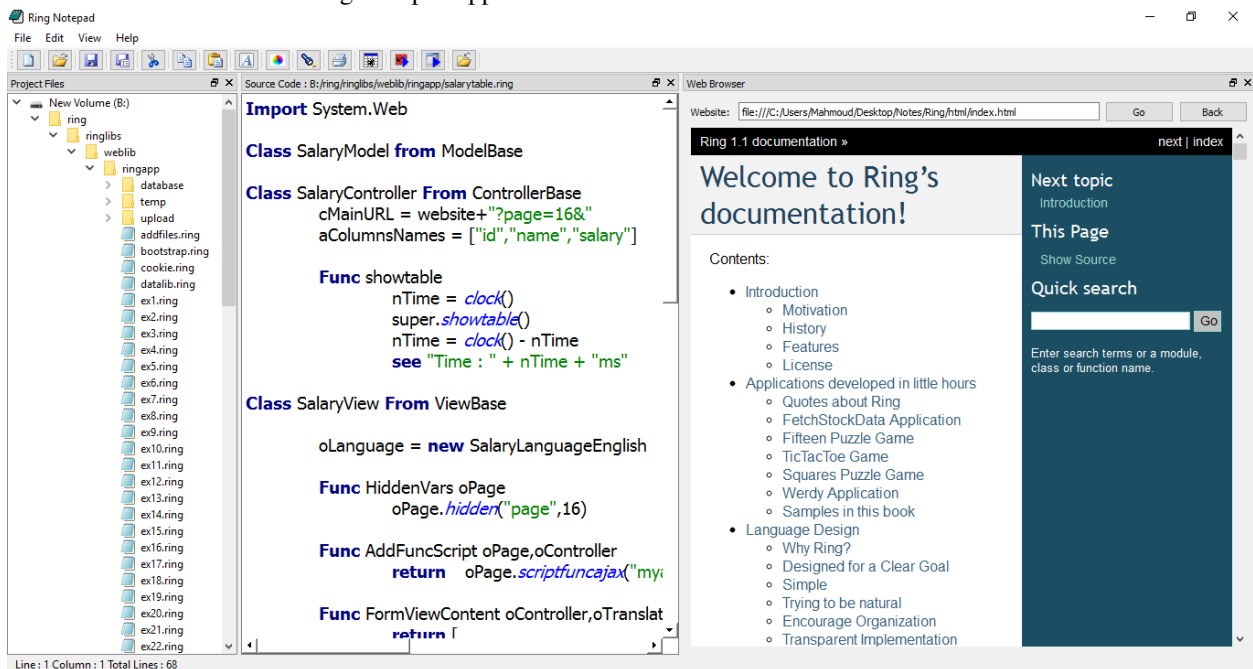 Ring Notepad
File Edit View Help
Project Files
New Volume (B:)
ring
ringlibs
weblib
ringapp
database
temp
upload
addfiles.ring
bootstrap.ring
cookie.ring
datalib.ring
ex1.ring
ex2.ring
ex3.ring
ex4.ring
ex5.ring
ex6.ring
ex7.ring
ex8.ring
ex9.ring
ex10.ring
ex11.ring
ex12.ring
ex13.ring
ex14.ring
ex15.ring
ex16.ring
ex17.ring
ex18.ring
ex19.ring
ex20.ring
ex21.ring
ex22.ring
Source Code : B:/ring/ringlibs/weblib/ringapp/salarytable.ring
Import System.Web
Class SalaryModel from ModelBase
Class SalaryController From ControllerBase
cMainURL = website+"?page=16&"
aColumnsNames = ["id","name","salary"]
Func showtable
nTime = clock()
super.showtable()
nTime = clock() - nTime
see "Time : " + nTime + "ms"
Class SalaryView From ViewBase
oLanguage = new SalaryLanguageEnglish
Func HiddenVars oPage
oPage.hidden("page",16)
Func AddFuncScript oPage,oController
return oPage.scriptfuncajax("mya
Func FormViewContent oController,oTranslat
return [
Web Browser
Website: file:///C:/Users/Mahmoud/Desktop/Notes/Ring/html/index.html Go Back
Ring 1.1 documentation » next | index
Welcome to Ring's
documentation!
Contents:
Introduction
Motivation
History
Features
License
Applications developed in little hours
Quotes about Ring
FetchStockData Application
Fifteen Puzzle Game
TicTacToe Game
Squares Puzzle Game
Werdy Application
Samples in this book
Language Design
Why Ring?
Designed for a Clear Goal
Simple
Trying to be natural
Encourage Organization
Transparent Implementation
Next topic
Introduction
This Page
Show Source
Quick search
Go
Enter search terms or a module,
class or function name.
Line : 1 Column : 1 Total Lines : 68